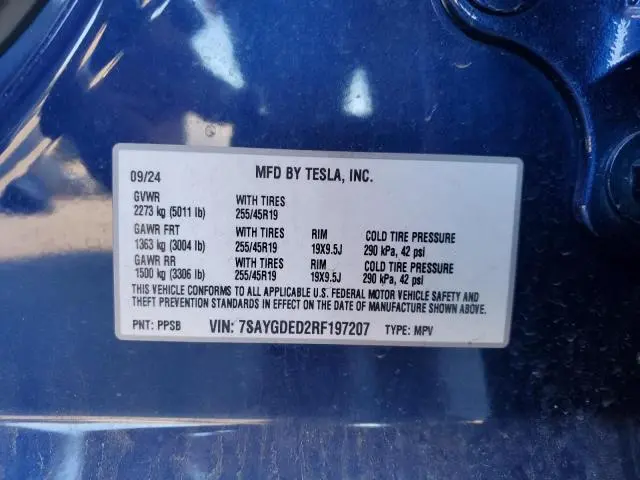 09/24 MFD BY TESLA, INC.
GVWR WITH TIRES
2273 kg (5011 lb) 255/45R19
GAWR FRT WITH TIRES RIM COLD TIRE PRESSURE
1363 kg (3004 lb) 255/45R19 19X9.5J 290 kPa, 42 psi
GAWR RR WITH TIRES RIM COLD TIRE PRESSURE
1500 kg (3306 lb) 255/45R19 19X9.5J 290 kPa, 42 psi
THIS VEHICLE CONFORMS TO ALL APPLICABLE U.S. FEDERAL MOTOR VEHICLE SAFETY AND
THEFT PREVENTION STANDARDS IN EFFECT ON THE DATE OF MANUFACTURE SHOWN ABOVE.
PNT: PPSB VIN: 7SAYGDED2RF197207 TYPE: MPV